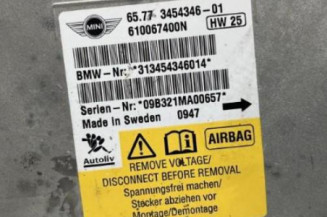 MINI
65.77 3454346-01
HW 25
610067400N
BMW-Nr: *313454346014*
Serien-Nr: *09B321MA00657*
Made in Sweden 0947
Autoliv
AIRBAG
REMOVE VOLTAGE/
DISCONNECT BEFORE REMOVAL
Spannungsfrei machen/
Stecker abziehen vor
Montage/Demontage